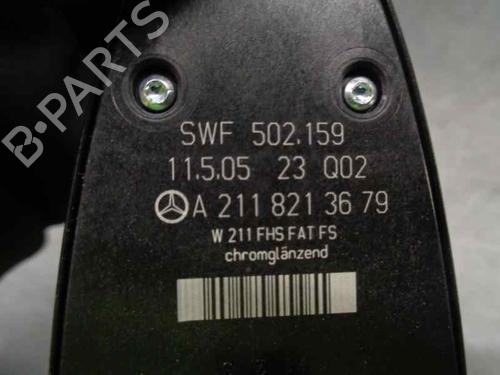 B-PARTS
SWF 502.159
11.5.05 23 Q02
A 211 821 36 79
W 211 FHS FAT FS
chromglänzend